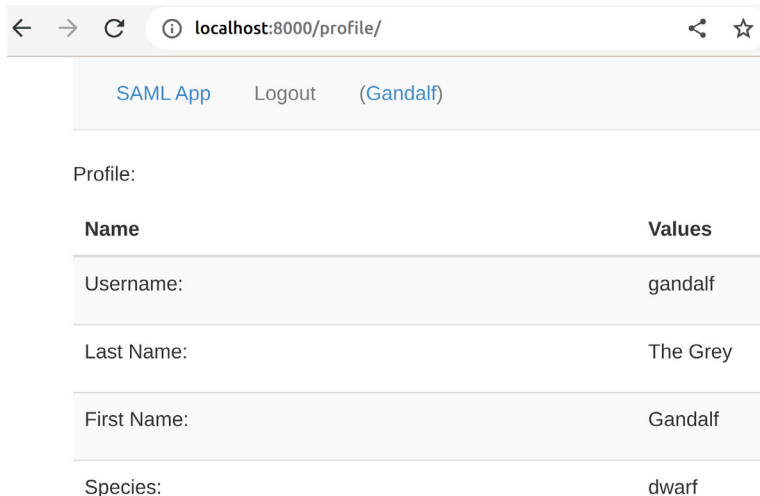 localhost:8000/profile/
SAML App Logout (Gandalf)
Profile:
Name Values
Username: gandalf
Last Name: The Grey
First Name: Gandalf
Species: dwarf